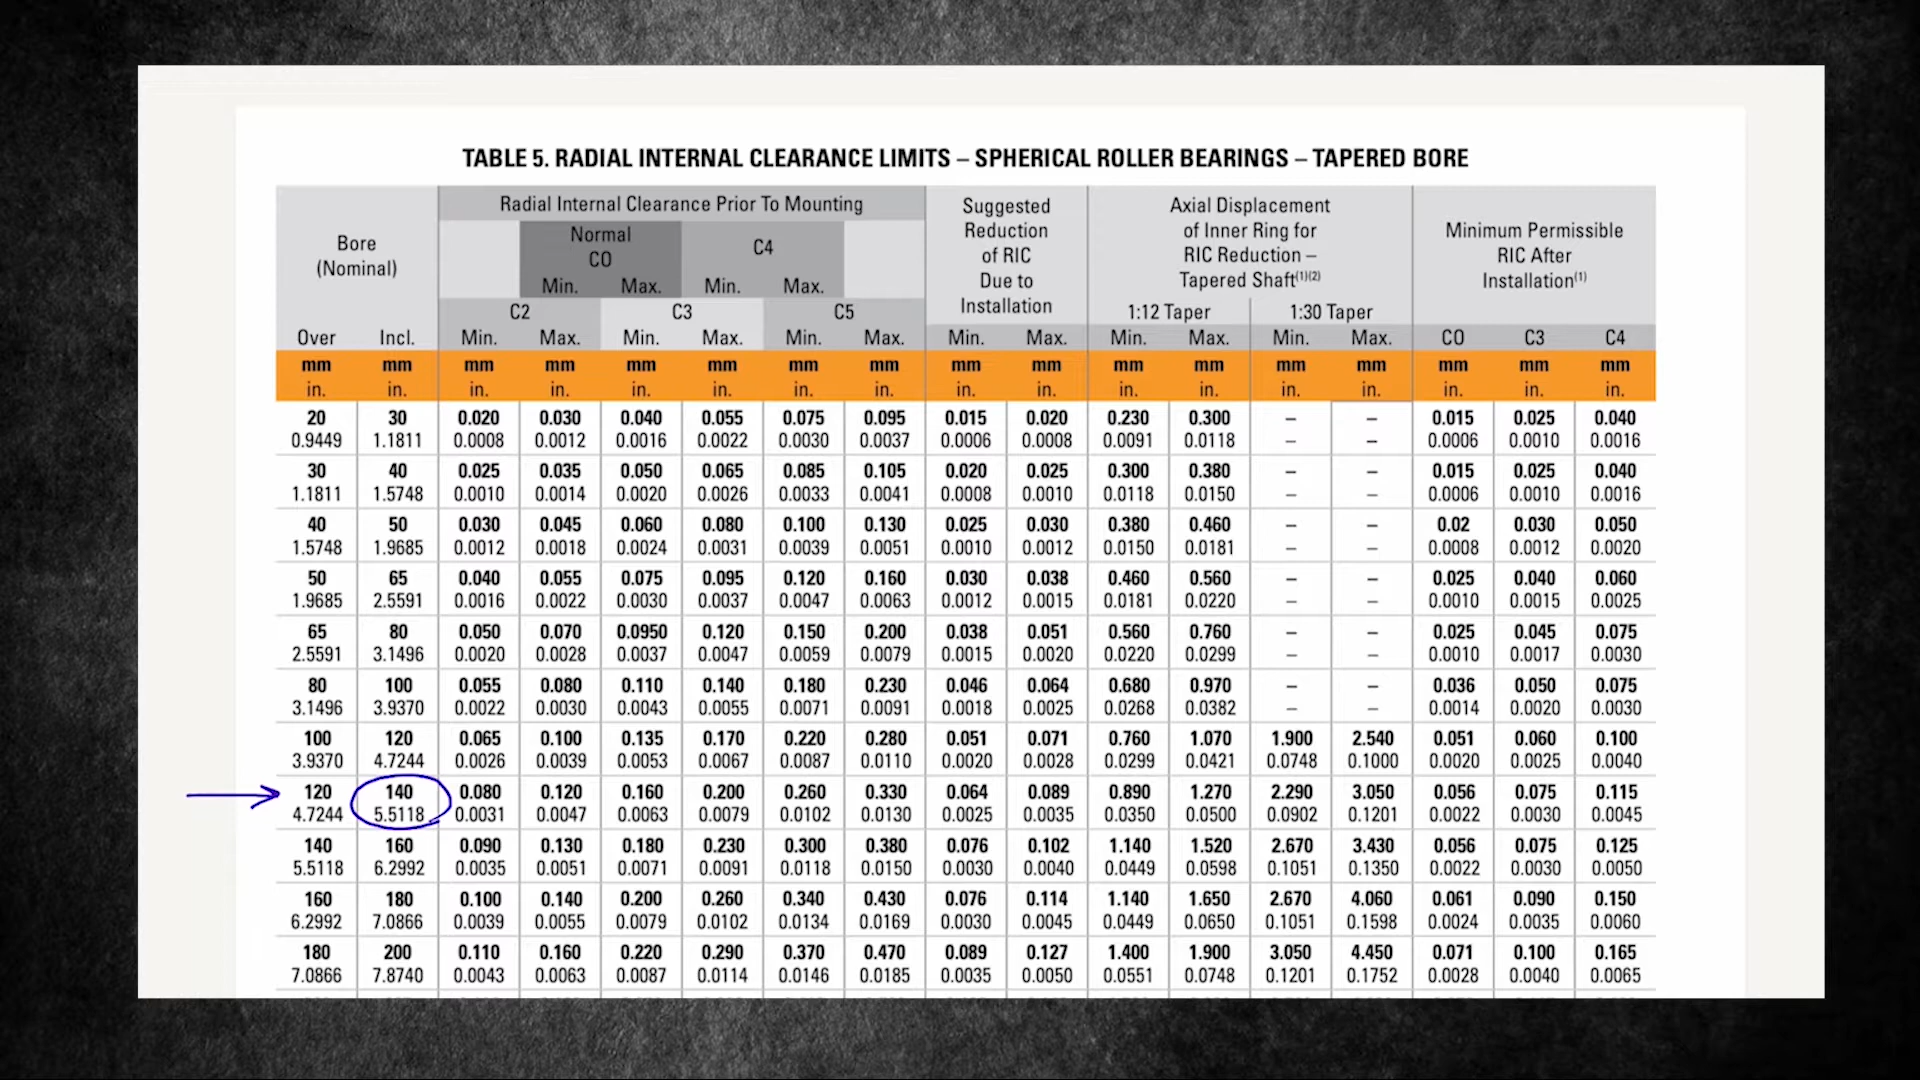 TABLE 5. RADIAL INTERNAL CLEARANCE LIMITS – SPHERICAL ROLLER BEARINGS – TAPERED BORE
Bore
(Nominal)
Radial Internal Clearance Prior To Mounting
Suggested
Reduction
of RIC
Due to
Installation
Axial Displacement
of Inner Ring for
RIC Reduction –
Tapered Shaft(1)(2)
Minimum Permissible
RIC After
Installation(1)
Normal
CO
C4
Min. Max. Min. Max.
C2 C3 C5 1:12 Taper 1:30 Taper
Over Incl. Min. Max. Min. Max. Min. Max. Min. Max. Min. Max. Min. Max. CO C3 C4
mm mm mm mm mm mm mm mm mm mm mm mm mm mm mm mm mm
in. in. in. in. in. in. in. in. in. in. in. in. in. in. in. in. in.
20 30 0.020 0.030 0.040 0.055 0.075 0.095 0.015 0.020 0.230 0.300 – – 0.015 0.025 0.040
0.9449 1.1811 0.0008 0.0012 0.0016 0.0022 0.0030 0.0037 0.0006 0.0008 0.0091 0.0118 – – 0.0006 0.0010 0.0016
30 40 0.025 0.035 0.050 0.065 0.085 0.105 0.020 0.025 0.300 0.380 – – 0.015 0.025 0.040
1.1811 1.5748 0.0010 0.0014 0.0020 0.0026 0.0033 0.0041 0.0008 0.0010 0.0118 0.0150 – – 0.0006 0.0010 0.0016
40 50 0.030 0.045 0.060 0.080 0.100 0.130 0.025 0.030 0.380 0.460 – – 0.02 0.030 0.050
1.5748 1.9685 0.0012 0.0018 0.0024 0.0031 0.0039 0.0051 0.0010 0.0012 0.0150 0.0181 – – 0.0008 0.0012 0.0020
50 65 0.040 0.055 0.075 0.095 0.120 0.160 0.030 0.038 0.460 0.560 – – 0.025 0.040 0.060
1.9685 2.5591 0.0016 0.0022 0.0030 0.0037 0.0047 0.0063 0.0012 0.0015 0.0181 0.0220 – – 0.0010 0.0015 0.0025
65 80 0.050 0.070 0.0950 0.120 0.150 0.200 0.038 0.051 0.560 0.760 – – 0.025 0.045 0.075
2.5591 3.1496 0.0020 0.0028 0.0037 0.0047 0.0059 0.0079 0.0015 0.0020 0.0220 0.0299 – – 0.0010 0.0017 0.0030
80 100 0.055 0.080 0.110 0.140 0.180 0.230 0.046 0.064 0.680 0.970 – – 0.036 0.050 0.075
3.1496 3.9370 0.0022 0.0030 0.0043 0.0055 0.0071 0.0091 0.0018 0.0025 0.0268 0.0382 – – 0.0014 0.0020 0.0030
100 120 0.065 0.100 0.135 0.170 0.220 0.280 0.051 0.071 0.760 1.070 1.900 2.540 0.051 0.060 0.100
3.9370 4.7244 0.0026 0.0039 0.0053 0.0067 0.0087 0.0110 0.0020 0.0028 0.0299 0.0421 0.0748 0.1000 0.0020 0.0025 0.0040
120 140 0.080 0.120 0.160 0.200 0.260 0.330 0.064 0.089 0.890 1.270 2.290 3.050 0.056 0.075 0.115
4.7244 5.5118 0.0031 0.0047 0.0063 0.0079 0.0102 0.0130 0.0025 0.0035 0.0350 0.0500 0.0902 0.1201 0.0022 0.0030 0.0045
140 160 0.090 0.130 0.180 0.230 0.300 0.380 0.076 0.102 1.140 1.520 2.670 3.430 0.056 0.075 0.125
5.5118 6.2992 0.0035 0.0051 0.0071 0.0091 0.0118 0.0150 0.0030 0.0040 0.0449 0.0598 0.1051 0.1350 0.0022 0.0030 0.0050
160 180 0.100 0.140 0.200 0.260 0.340 0.430 0.076 0.114 1.140 1.650 2.670 4.060 0.061 0.090 0.150
6.2992 7.0866 0.0039 0.0055 0.0079 0.0102 0.0134 0.0169 0.0030 0.0045 0.0449 0.0650 0.1051 0.1598 0.0024 0.0035 0.0060
180 200 0.110 0.160 0.220 0.290 0.370 0.470 0.089 0.127 1.400 1.900 3.050 4.450 0.071 0.100 0.165
7.0866 7.8740 0.0043 0.0063 0.0087 0.0114 0.0146 0.0185 0.0035 0.0050 0.0551 0.0748 0.1201 0.1752 0.0028 0.0040 0.0065